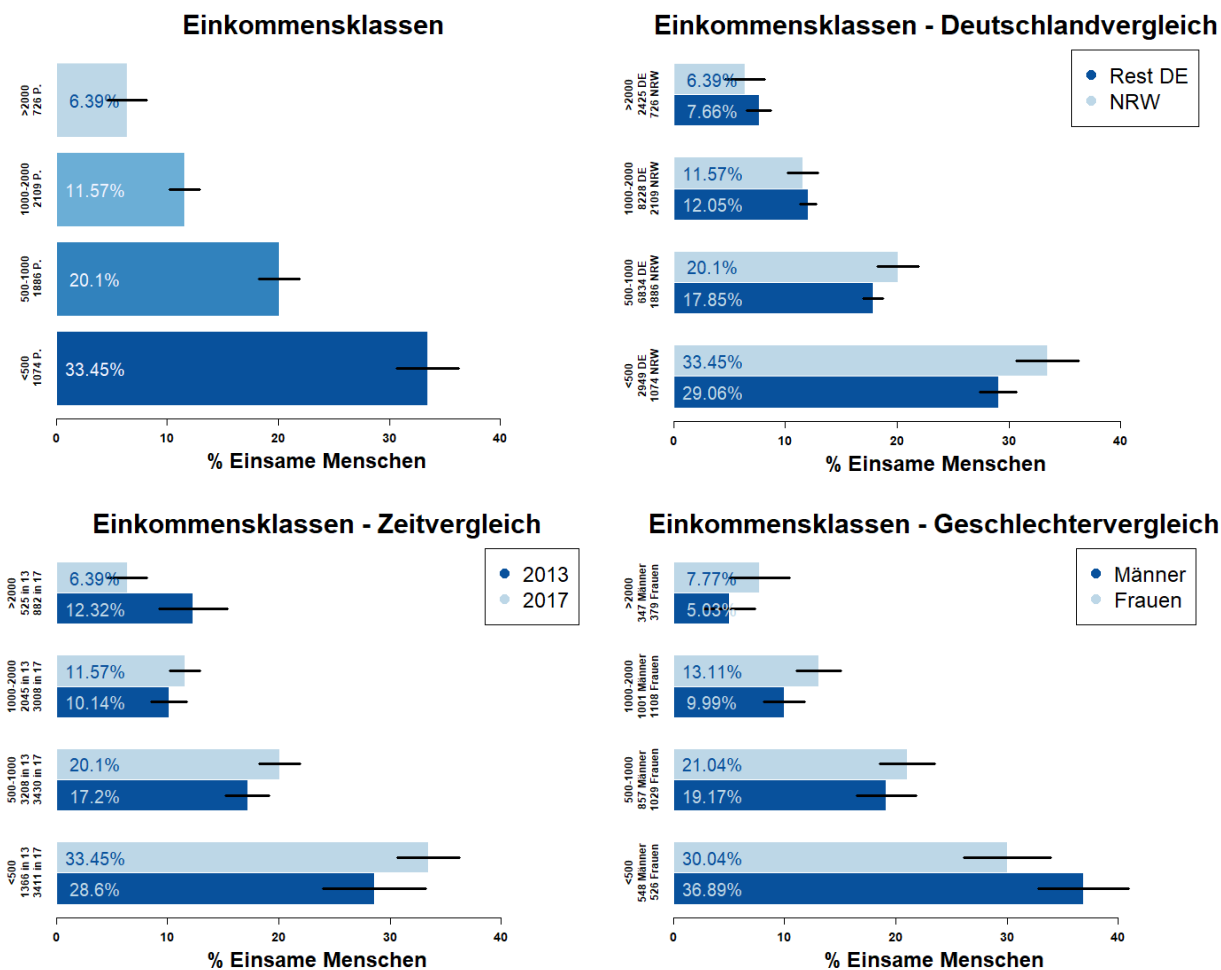 Einkommensklassen
>2000
726 P.
6.39%
1000-2000
2109 P.
11.57%
500-1000
1886 P.
20.1%
<500
1074 P.
33.45%
0 10 20 30 40
% Einsame Menschen
Einkommensklassen - Deutschlandvergleich
Rest DE
NRW
>2000
2425 DE
726 NRW
6.39%
7.66%
1000-2000
8228 DE
2109 NRW
11.57%
12.05%
500-1000
6834 DE
1886 NRW
20.1%
17.85%
<500
2949 DE
1074 NRW
33.45%
29.06%
0 10 20 30 40
% Einsame Menschen
Einkommensklassen - Zeitvergleich
2013
2017
>2000
525 in 13
882 in 17
6.39%
12.32%
1000-2000
2045 in 13
3008 in 17
11.57%
10.14%
500-1000
3208 in 13
3430 in 17
20.1%
17.2%
<500
1366 in 13
3411 in 17
33.45%
28.6%
0 10 20 30 40
% Einsame Menschen
Einkommensklassen - Geschlechtervergleich
Männer
Frauen
>2000
347 Männer
379 Frauen
7.77%
5.03%
1000-2000
1001 Männer
1108 Frauen
13.11%
9.99%
500-1000
857 Männer
1029 Frauen
21.04%
19.17%
<500
548 Männer
526 Frauen
30.04%
36.89%
0 10 20 30 40
% Einsame Menschen